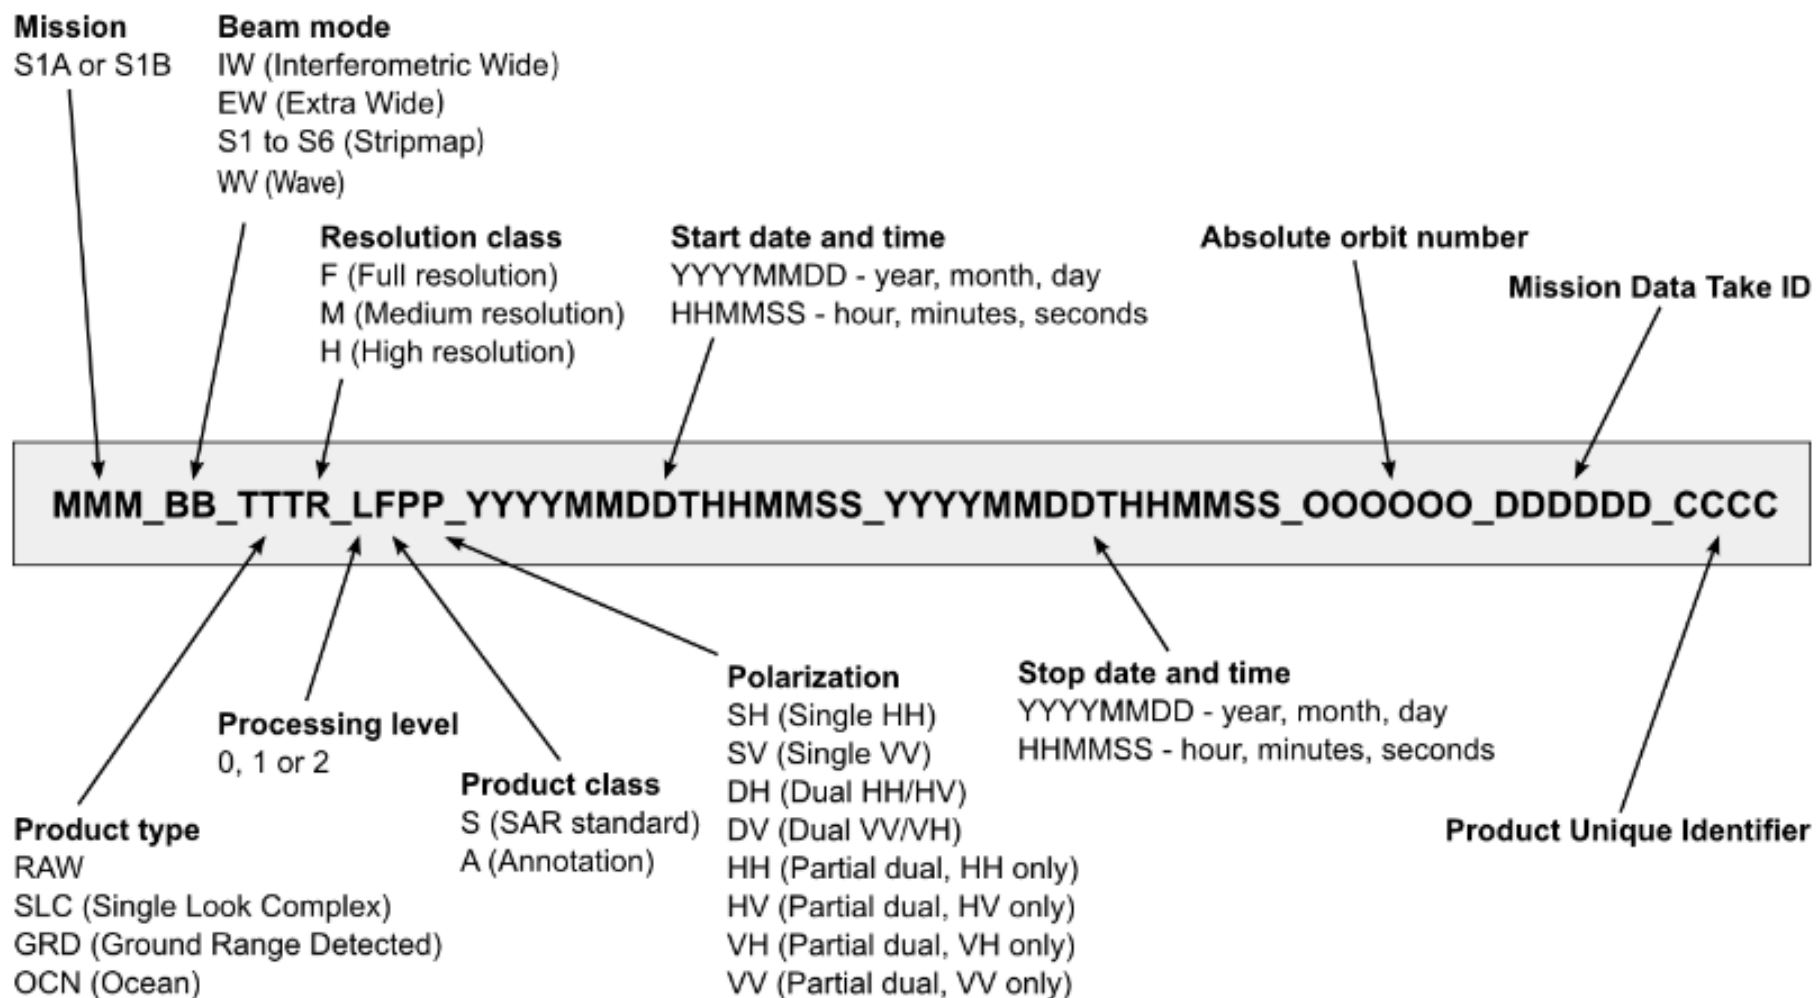 Mission
S1A or S1B
Beam mode
IW (Interferometric Wide)
EW (Extra Wide)
S1 to S6 (Stripmap)
WV (Wave)
Resolution class
F (Full resolution)
M (Medium resolution)
H (High resolution)
Start date and time
YYYYMMDD - year, month, day
HHMMSS - hour, minutes, seconds
Absolute orbit number
Mission Data Take ID
MMM_BB_TTTR_LFPP_YYYYMMDDTHHMMSS_YYYYMMDDTHHMMSS_OOOOOO_DDDDDD_CCCC
Product type
RAW
SLC (Single Look Complex)
GRD (Ground Range Detected)
OCN (Ocean)
Processing level
0, 1 or 2
Product class
S (SAR standard)
A (Annotation)
Polarization
SH (Single HH)
SV (Single VV)
DH (Dual HH/HV)
DV (Dual VV/VH)
HH (Partial dual, HH only)
HV (Partial dual, HV only)
VH (Partial dual, VH only)
VV (Partial dual, VV only)
Stop date and time
YYYYMMDD - year, month, day
HHMMSS - hour, minutes, seconds
Product Unique Identifier